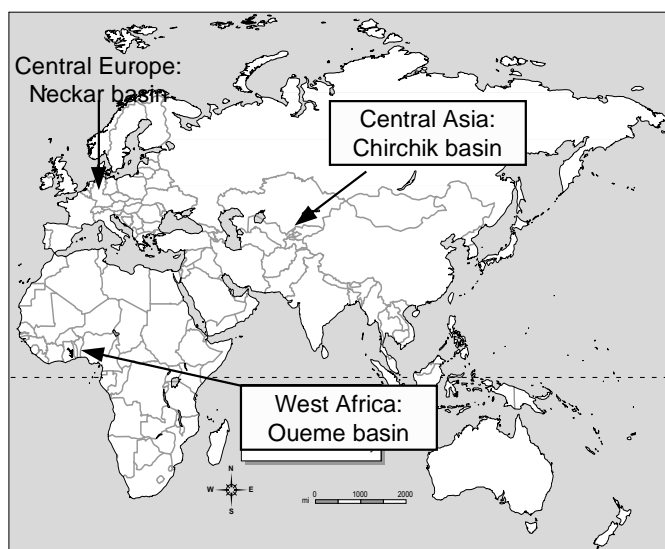 Central Europe:
Neckar basin
Central Asia:
Chirchik basin
West Africa:
Oueme basin
N
W E
S
mi 0 1000 2000